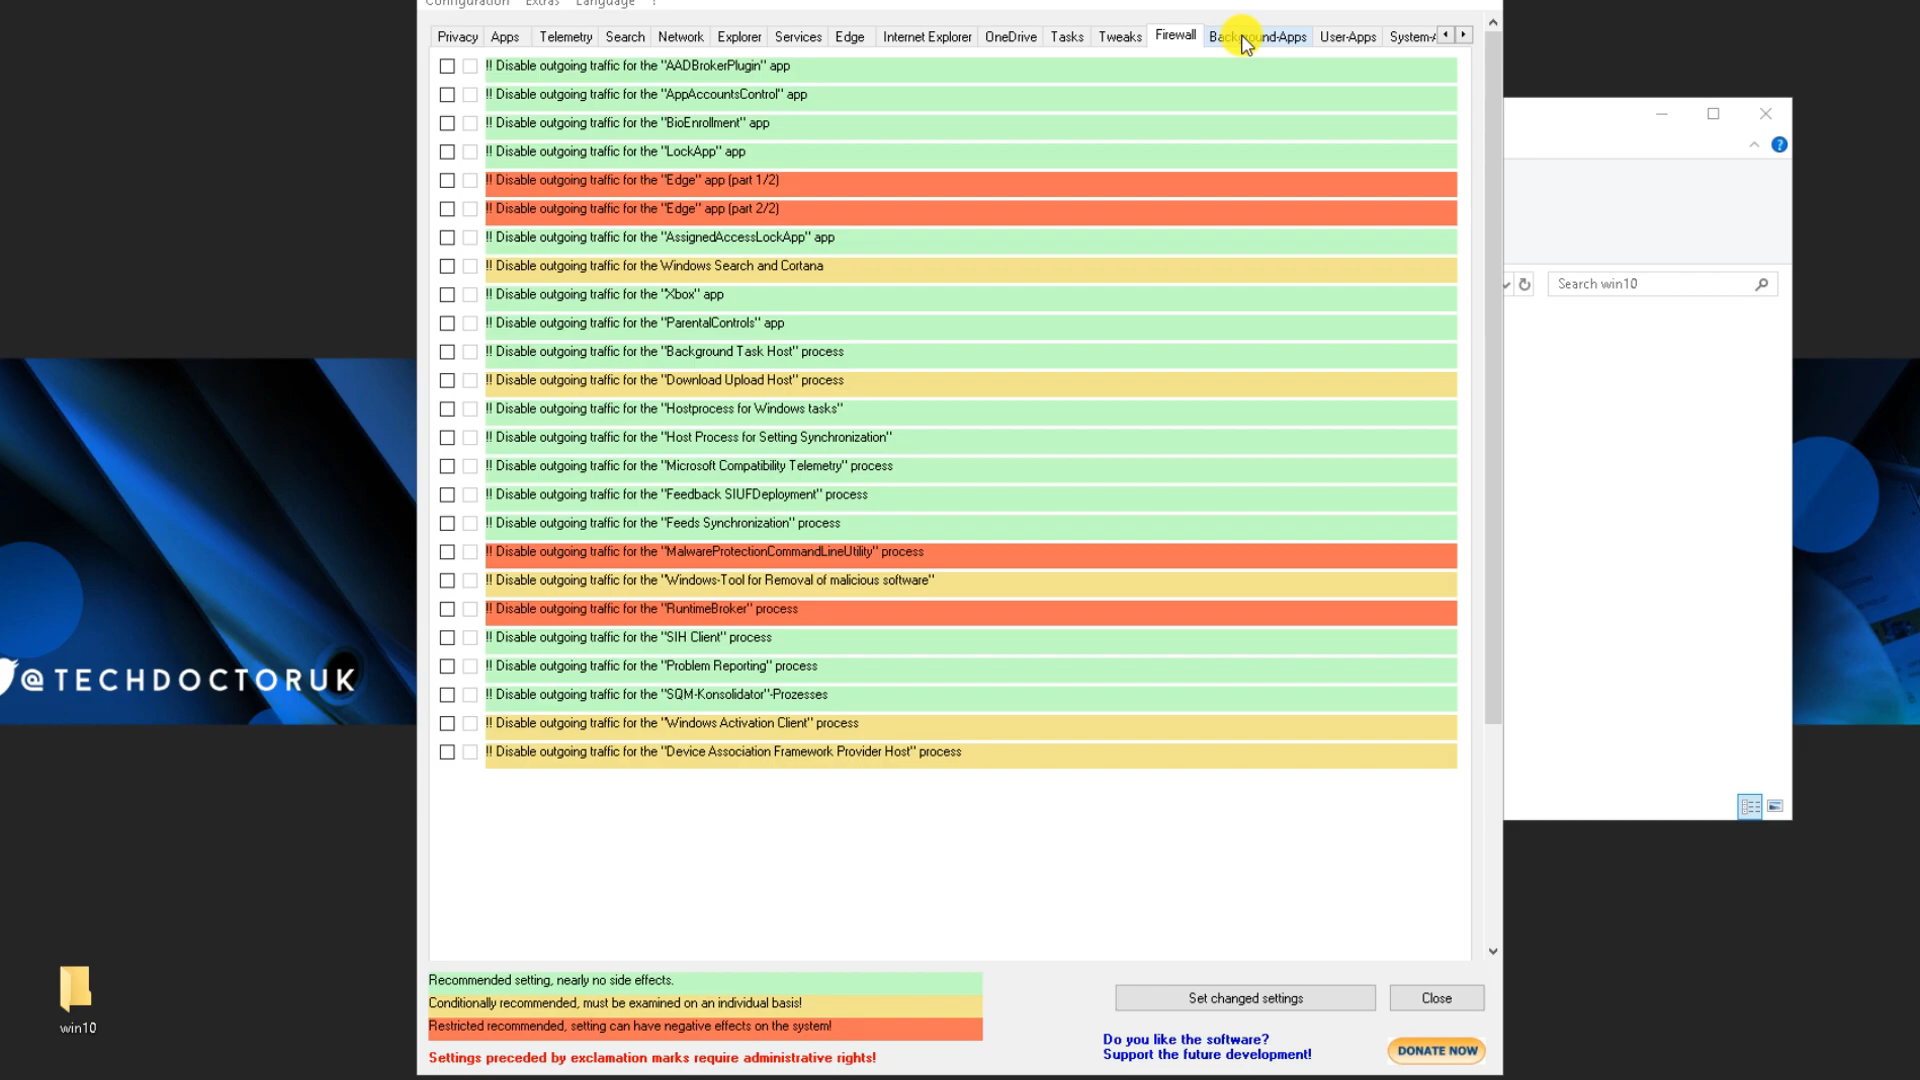 Configuration Extras Language ?
Privacy Apps Telemetry Search Network Explorer Services Edge Internet Explorer OneDrive Tasks Tweaks Firewall Background-Apps User-Apps System-A
!! Disable outgoing traffic for the "AADBrokerPlugin" app
!! Disable outgoing traffic for the "AppAccountsControl" app
!! Disable outgoing traffic for the "BioEnrollment" app
!! Disable outgoing traffic for the "LockApp" app
!! Disable outgoing traffic for the "Edge" app (part 1/2)
!! Disable outgoing traffic for the "Edge" app (part 2/2)
!! Disable outgoing traffic for the "AssignedAccessLockApp" app
!! Disable outgoing traffic for the Windows Search and Cortana
!! Disable outgoing traffic for the "Xbox" app
!! Disable outgoing traffic for the "ParentalControls" app
!! Disable outgoing traffic for the "Background Task Host" process
!! Disable outgoing traffic for the "Download Upload Host" process
!! Disable outgoing traffic for the "Hostprocess for Windows tasks"
!! Disable outgoing traffic for the "Host Process for Setting Synchronization"
!! Disable outgoing traffic for the "Microsoft Compatibility Telemetry" process
!! Disable outgoing traffic for the "Feedback SIUFDeployment" process
!! Disable outgoing traffic for the "Feeds Synchronization" process
!! Disable outgoing traffic for the "MalwareProtectionCommandLineUtility" process
!! Disable outgoing traffic for the "Windows-Tool for Removal of malicious software"
!! Disable outgoing traffic for the "RuntimeBroker" process
!! Disable outgoing traffic for the "SIH Client" process
!! Disable outgoing traffic for the "Problem Reporting" process
!! Disable outgoing traffic for the "SQM-Konsolidator"-Prozesses
!! Disable outgoing traffic for the "Windows Activation Client" process
!! Disable outgoing traffic for the "Device Association Framework Provider Host" process
Recommended setting, nearly no side effects.
Conditionally recommended, must be examined on an individual basis!
Restricted recommended, setting can have negative effects on the system!
Settings preceded by exclamation marks require administrative rights!
Set changed settings
Close
Do you like the software?
Support the future development!
DONATE NOW
?
Search win10
@TECHDOCTORUK
win10